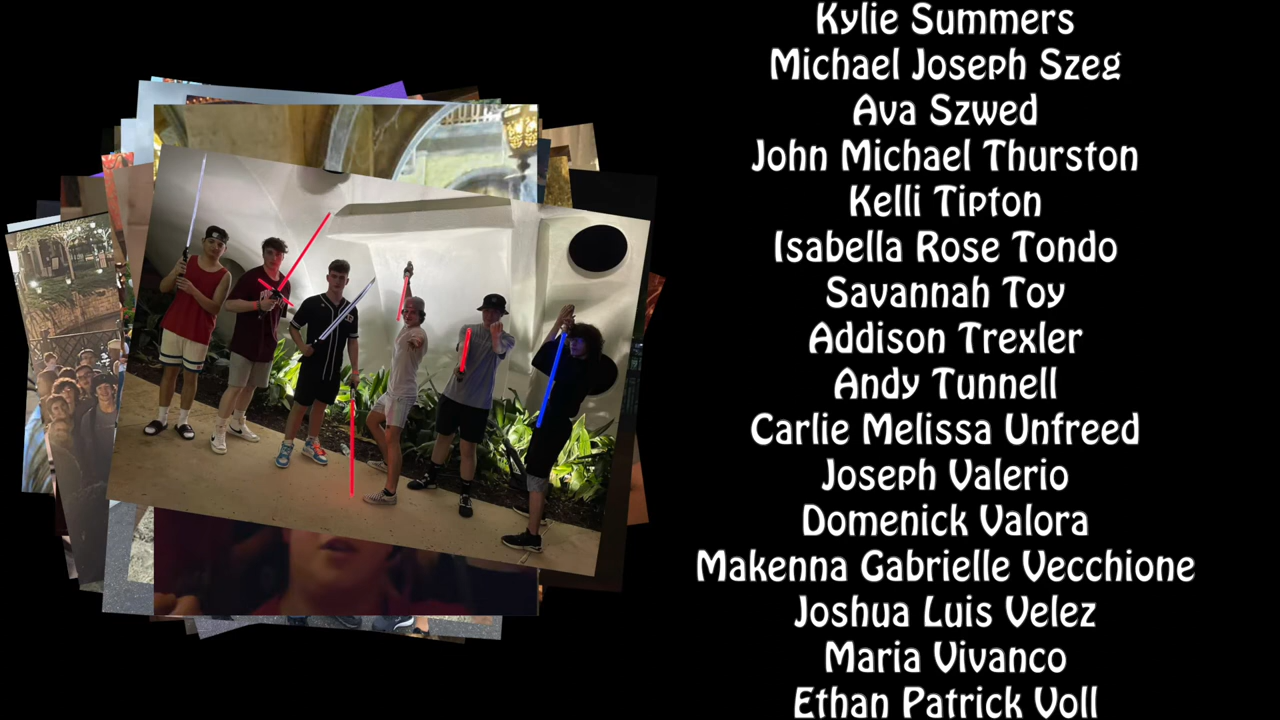 Kylie Summers
Michael Joseph Szeg
Ava Szwed
John Michael Thurston
Kelli Tipton
Isabella Rose Tondo
Savannah Toy
Addison Trexler
Andy Tunnell
Carlie Melissa Unfreed
Joseph Valerio
Domenick Valora
Makenna Gabrielle Vecchione
Joshua Luis Velez
Maria Vivanco
Ethan Patrick Voll